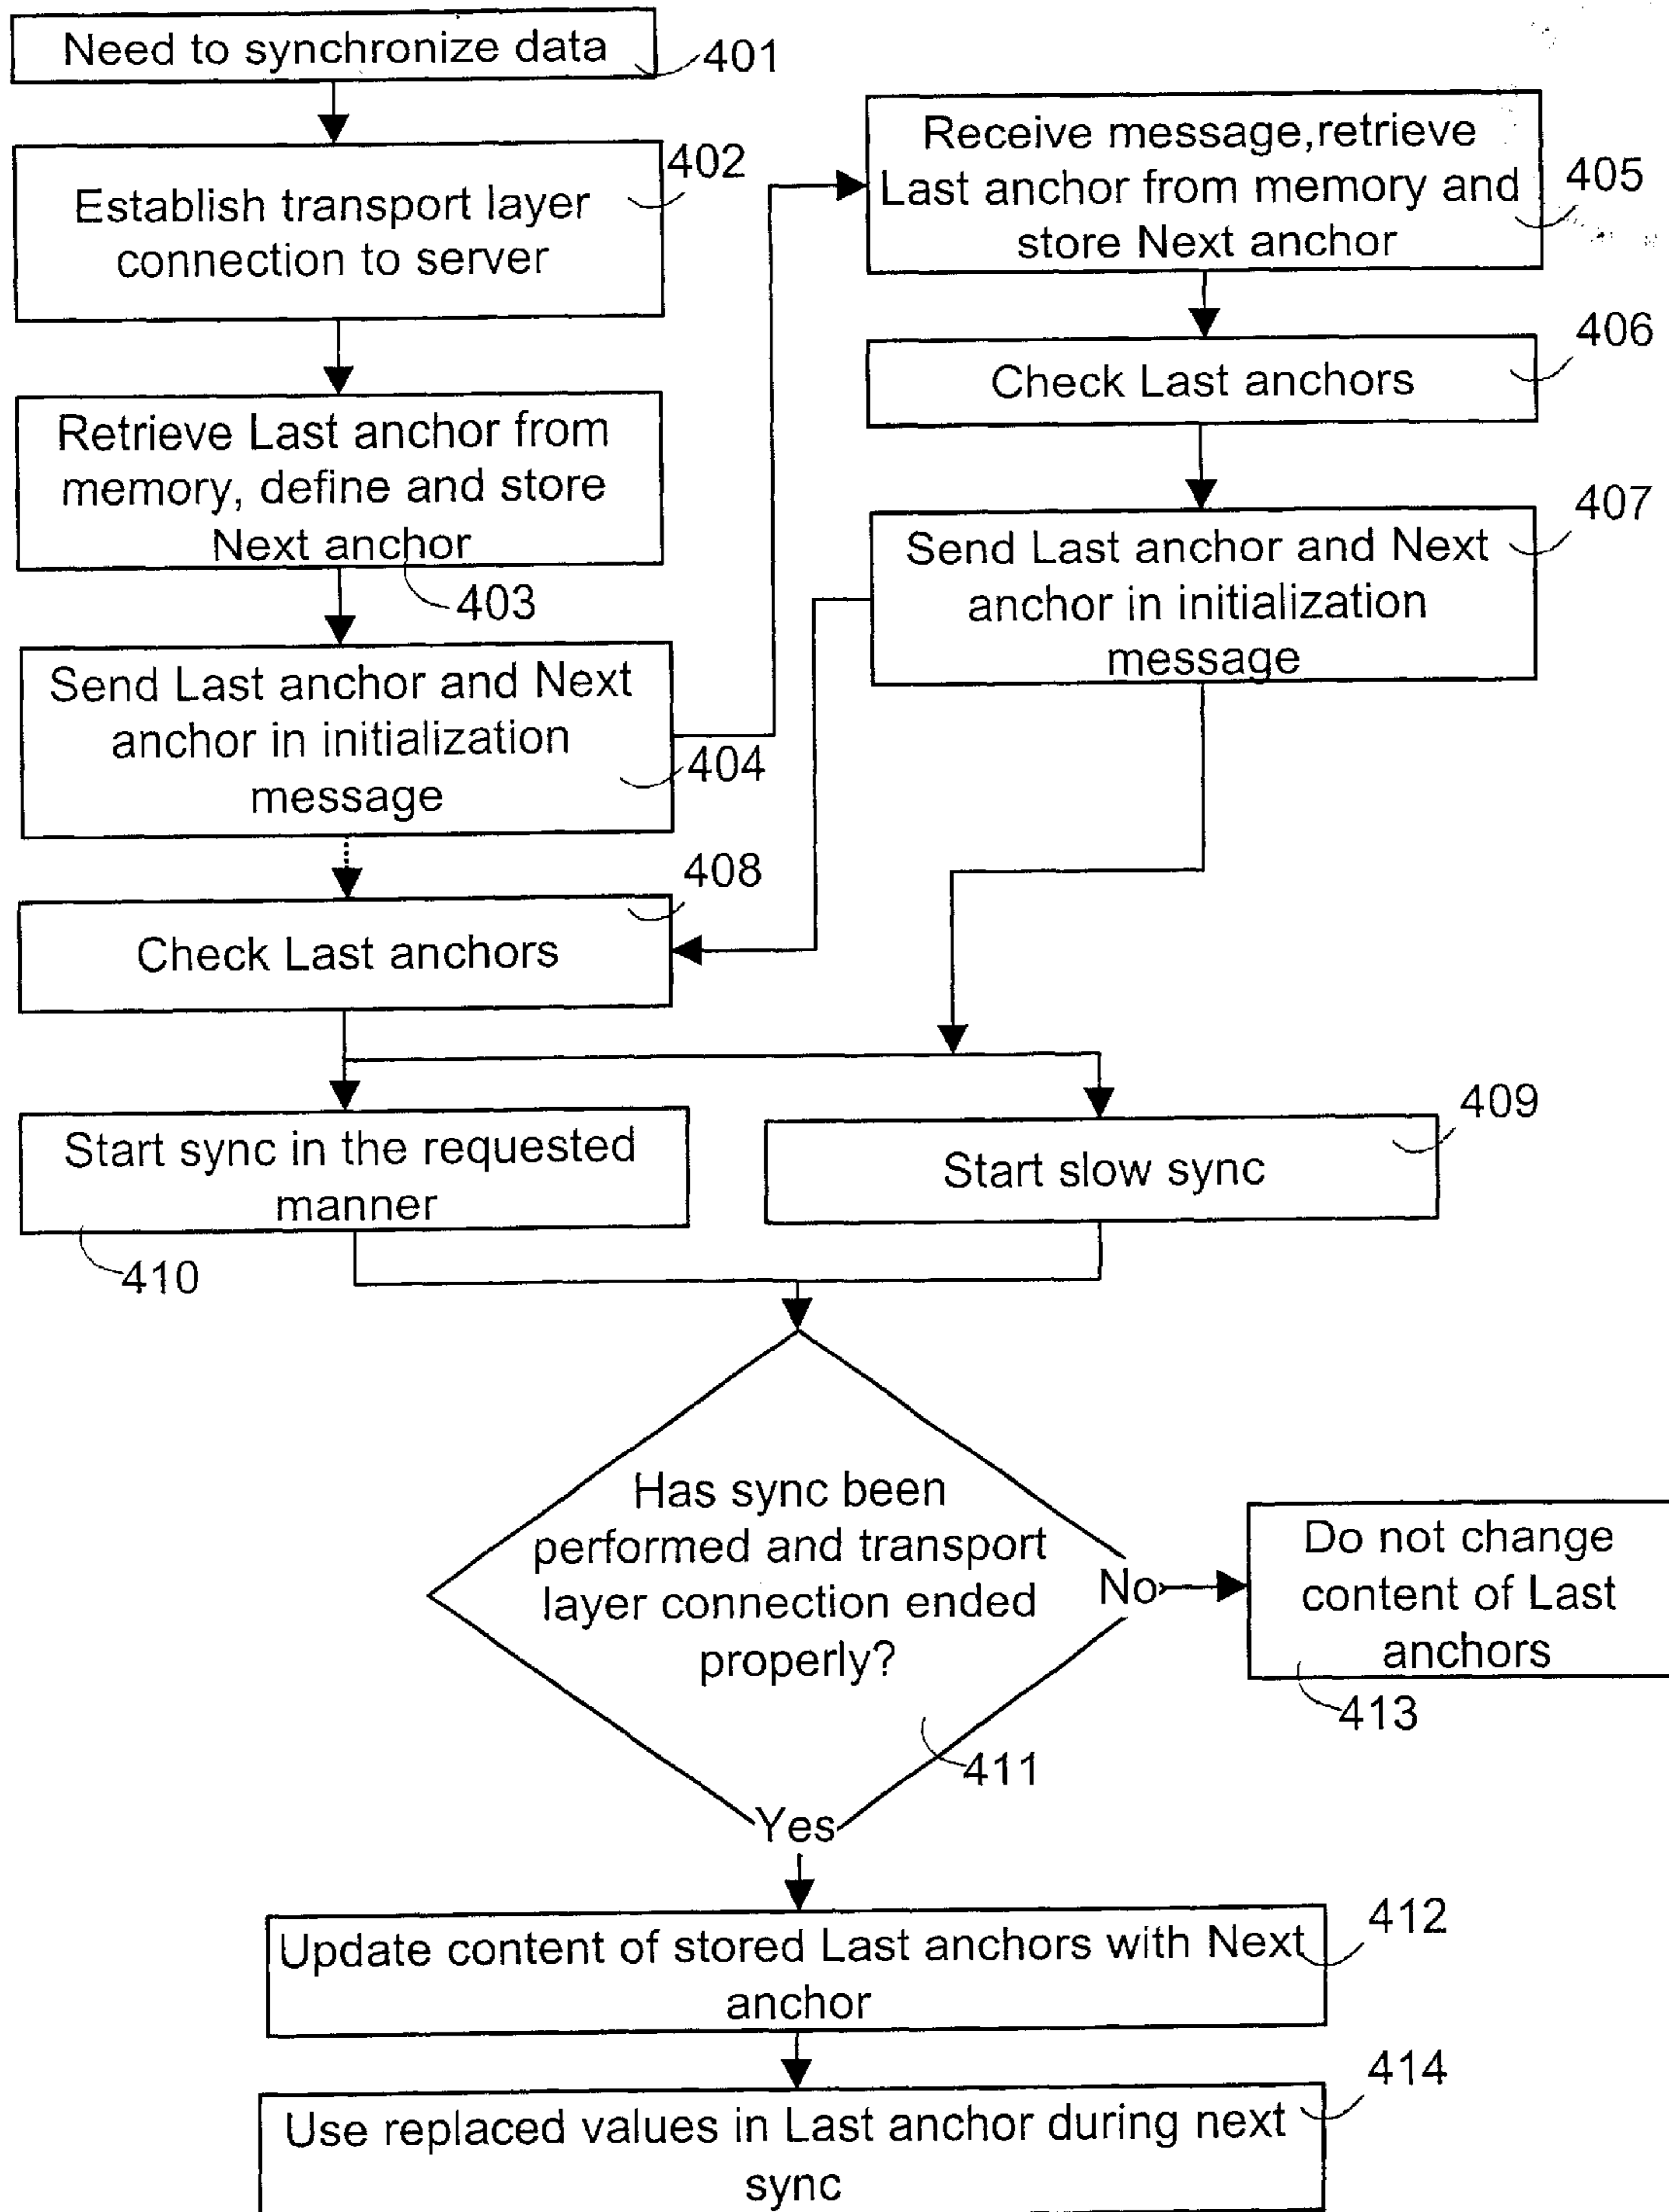 Need to synchronize data
401
Establish transport layer
connection to server
402
Retrieve Last anchor from
memory, define and store
Next anchor
403
Send Last anchor and Next
anchor in initialization
message
404
Receive message,retrieve
Last anchor from memory and
store Next anchor
405
Check Last anchors
406
Send Last anchor and Next
anchor in initialization
message
407
Check Last anchors
408
Start sync in the requested
manner
410
Start slow sync
409
Has sync been
performed and transport
layer connection ended
properly?
411
No
Do not change
content of Last
anchors
413
Yes
Update content of stored Last anchors with Next
anchor
412
Use replaced values in Last anchor during next
sync
414